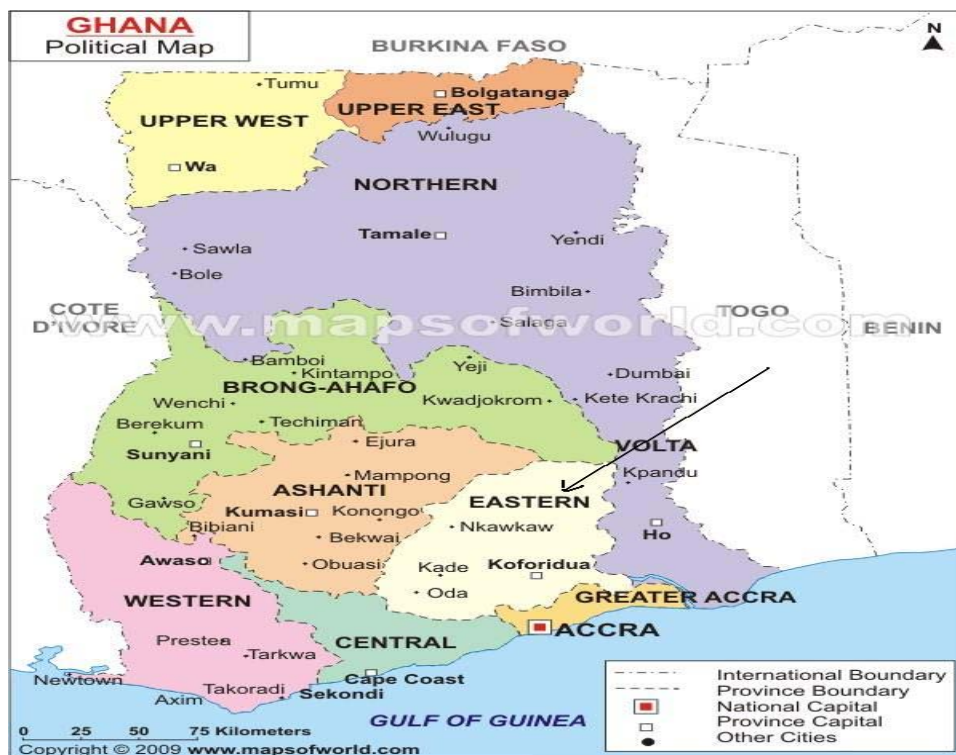 GHANA
Political Map
N
BURKINA FASO
Tumu
Bolgatanga
UPPER EAST
UPPER WEST
Wulugu
Wa
NORTHERN
Tamale
Yendi
Sawla
Bole
Bimbila
COTE
D'IVORE
TOGO
BENIN
www.mapsofworld.com
Salaga
Bamboi
Kintampo
Yeji
Dumbai
BRONG-AHAFO
Wenchi
Kwadjokrom
Kete Krachi
Berekum
Techiman
Sunyani
Ejura
VOLTA
Mampong
Kpandu
ASHANTI
EASTERN
Gawso
Kumasi
Konongo
Nkawkaw
Bibiani
Bekwai
Ho
Awaso
Obuasi
Kade
Koforidua
Oda
WESTERN
GREATER ACCRA
CENTRAL
ACCRA
Prestea
Tarkwa
Newtown
Cape Coast
Takoradi
Sekondi
Axim
GULF OF GUINEA
International Boundary
Province Boundary
National Capital
Province Capital
Other Cities
0 25 50 75 Kilometers
Copyright © 2009 www.mapsofworld.com